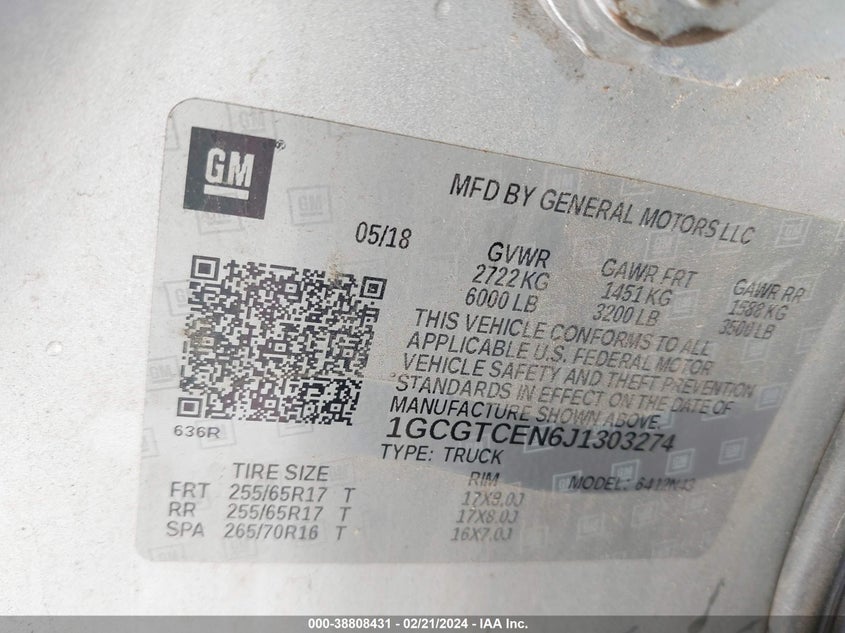 GM
MFD BY GENERAL MOTORS LLC
05/18
GVWR GAWR FRT GAWR RR
2722 KG 1451 KG 1588 KG
6000 LB 3200 LB 3500 LB
THIS VEHICLE CONFORMS TO ALL
APPLICABLE U.S. FEDERAL MOTOR
VEHICLE SAFETY AND THEFT PREVENTION
STANDARDS IN EFFECT ON THE DATE OF
MANUFACTURE SHOWN ABOVE.
636R
1GCGTCEN6J1303274
TYPE: TRUCK MODEL:
TIRE SIZE RIM
FRT 255/65R17 T 17X8.0J
RR 255/65R17 T 17X8.0J
SPA 265/70R16 T 16X7.0J
000-38808431 - 02/21/2024 - IAA Inc.